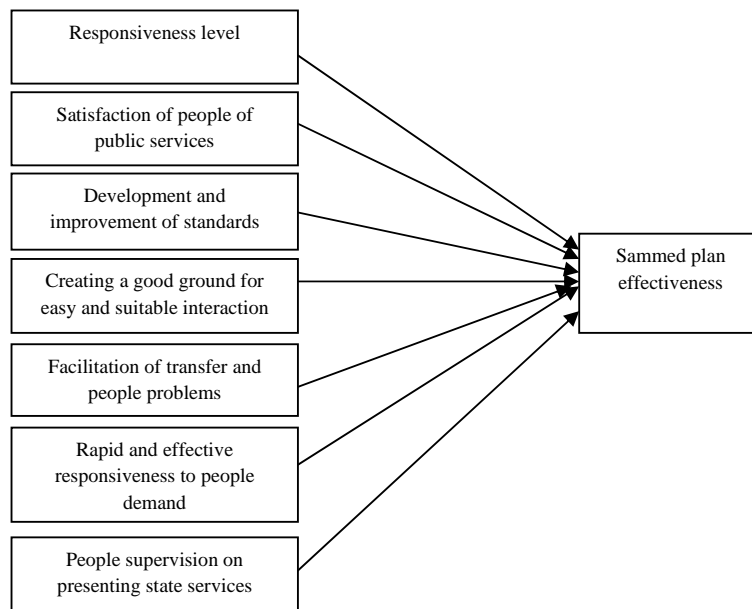 Responsiveness level
Satisfaction of people of
public services
Development and
improvement of standards
Creating a good ground for
easy and suitable interaction
Facilitation of transfer and
people problems
Rapid and effective
responsiveness to people
demand
People supervision on
presenting state services
Sammed plan
effectiveness